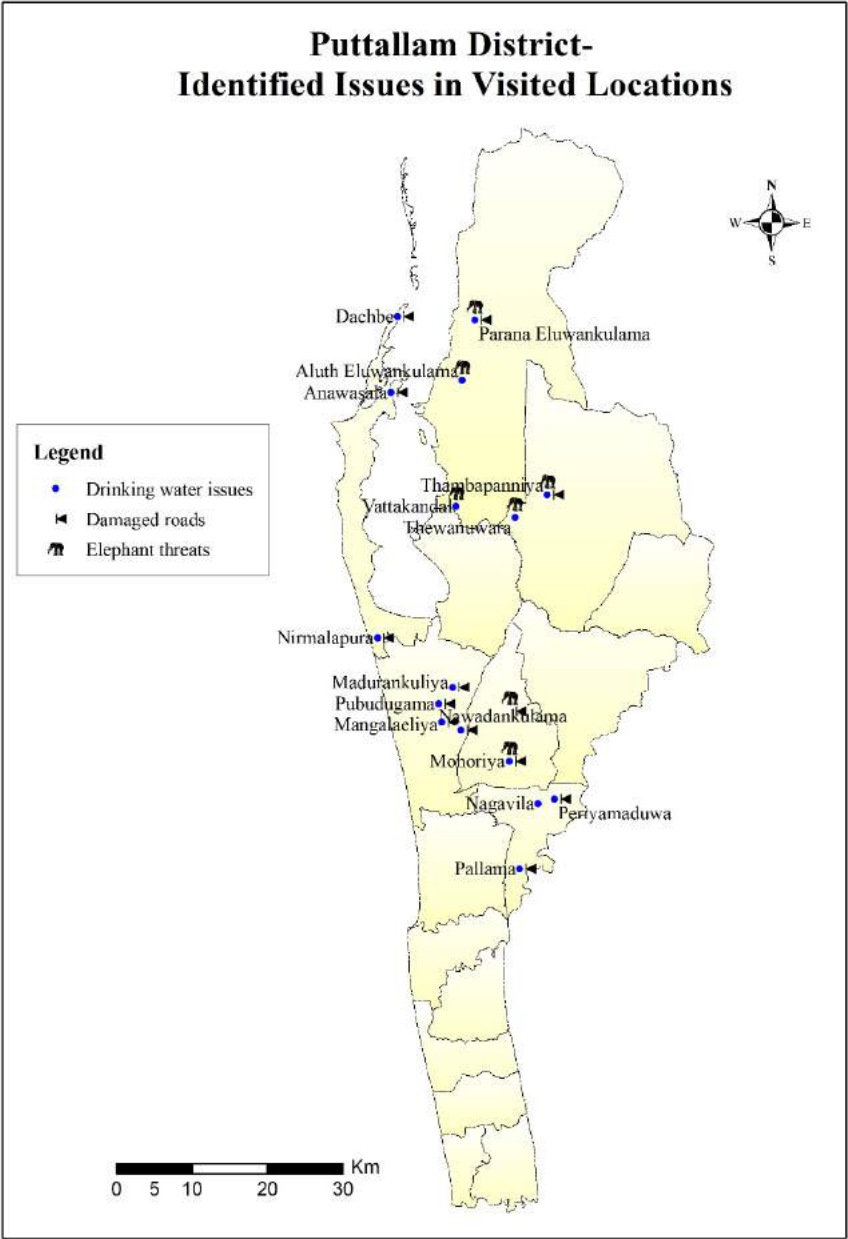 Puttallam District-
Identified Issues in Visited Locations
N
W E
S
Dachbe
Parana Eluwankulama
Aluth Eluwankulama
Anawasala
Legend
Drinking water issues
Damaged roads
Elephant threats
Thambapanniya
Vattakandal
Thewanuwara
Nirmalapura
Madurankuliya
Pubudugama
Nawadankulama
Mangalaeliya
Mohoriya
Nagavila
Periyamaduwa
Pallama
Km
0 5 10 20 30